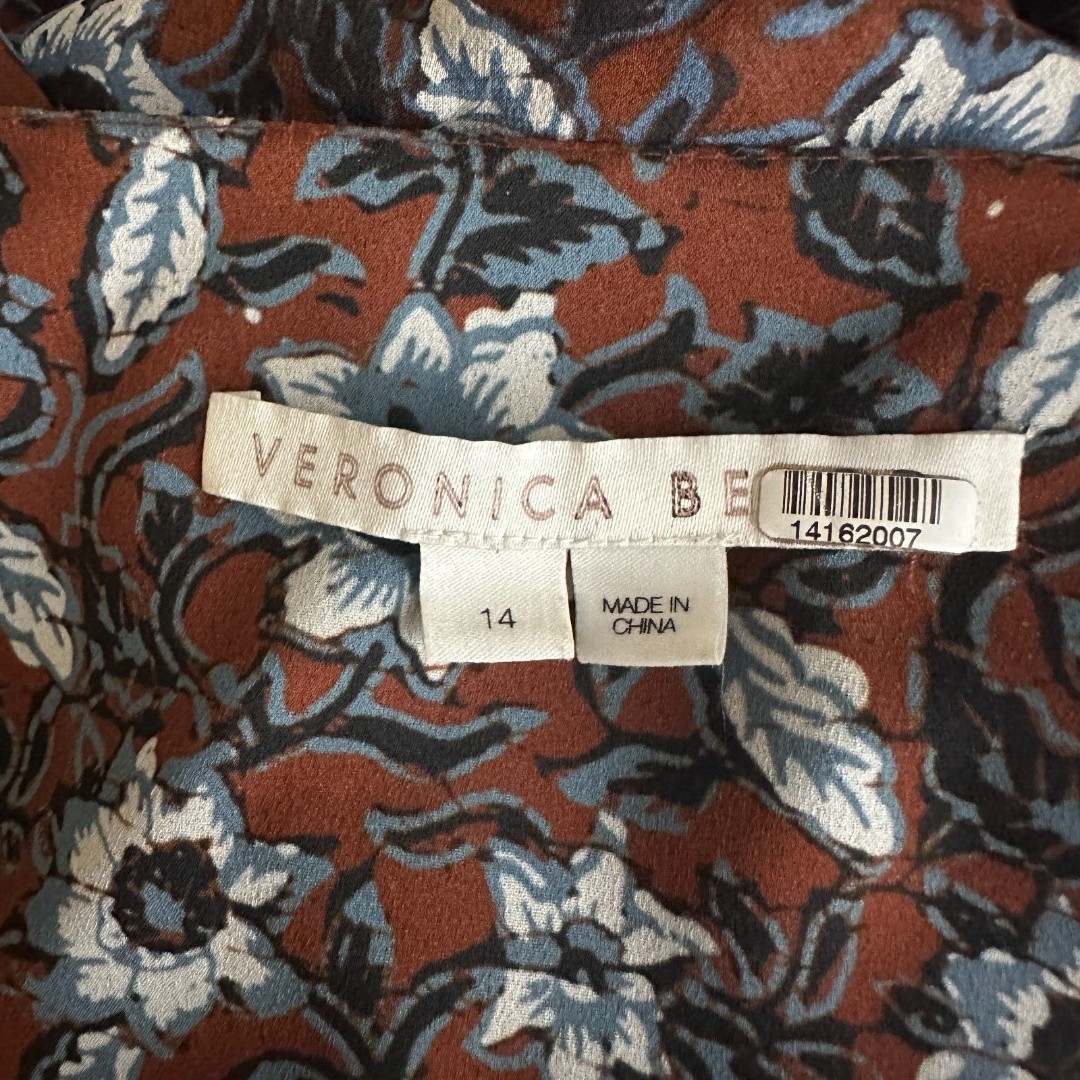 VERONICA BE
14162007
14
MADE IN
CHINA